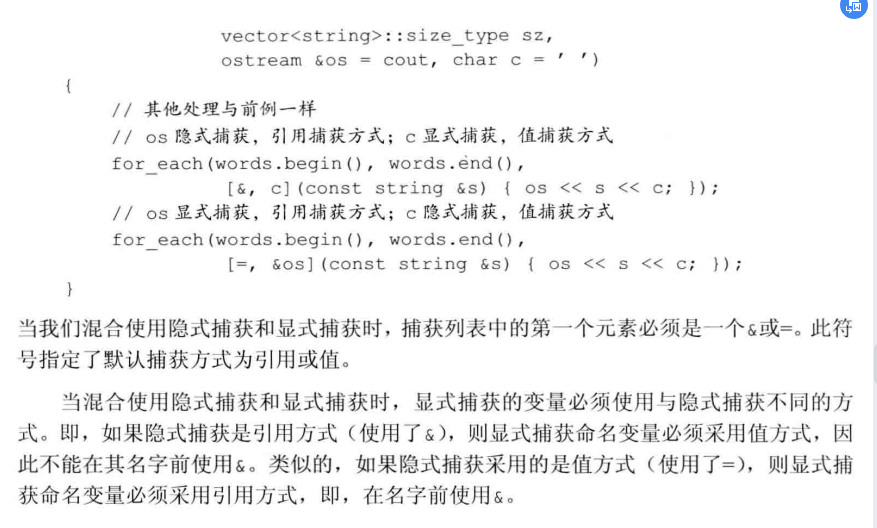 vector<string>::size_type sz,
ostream &os = cout, char c = ' ')
{
// 其他处理与前例一样
// os 隐式捕获，引用捕获方式；c 显式捕获，值捕获方式
for_each(words.begin(), words.end(),
[&, c](const string &s) { os << s << c; });
// os 显式捕获，引用捕获方式；c 隐式捕获，值捕获方式
for_each(words.begin(), words.end(),
[=, &os](const string &s) { os << s << c; });
}
当我们混合使用隐式捕获和显式捕获时，捕获列表中的第一个元素必须是一个&或=。此符
号指定了默认捕获方式为引用或值。
当混合使用隐式捕获和显式捕获时，显式捕获的变量必须使用与隐式捕获不同的方
式。即，如果隐式捕获是引用方式（使用了&），则显式捕获命名变量必须采用值方式，因
此不能在其名字前使用&。类似的，如果隐式捕获采用的是值方式（使用了=），则显式捕
获命名变量必须采用引用方式，即，在名字前使用&。